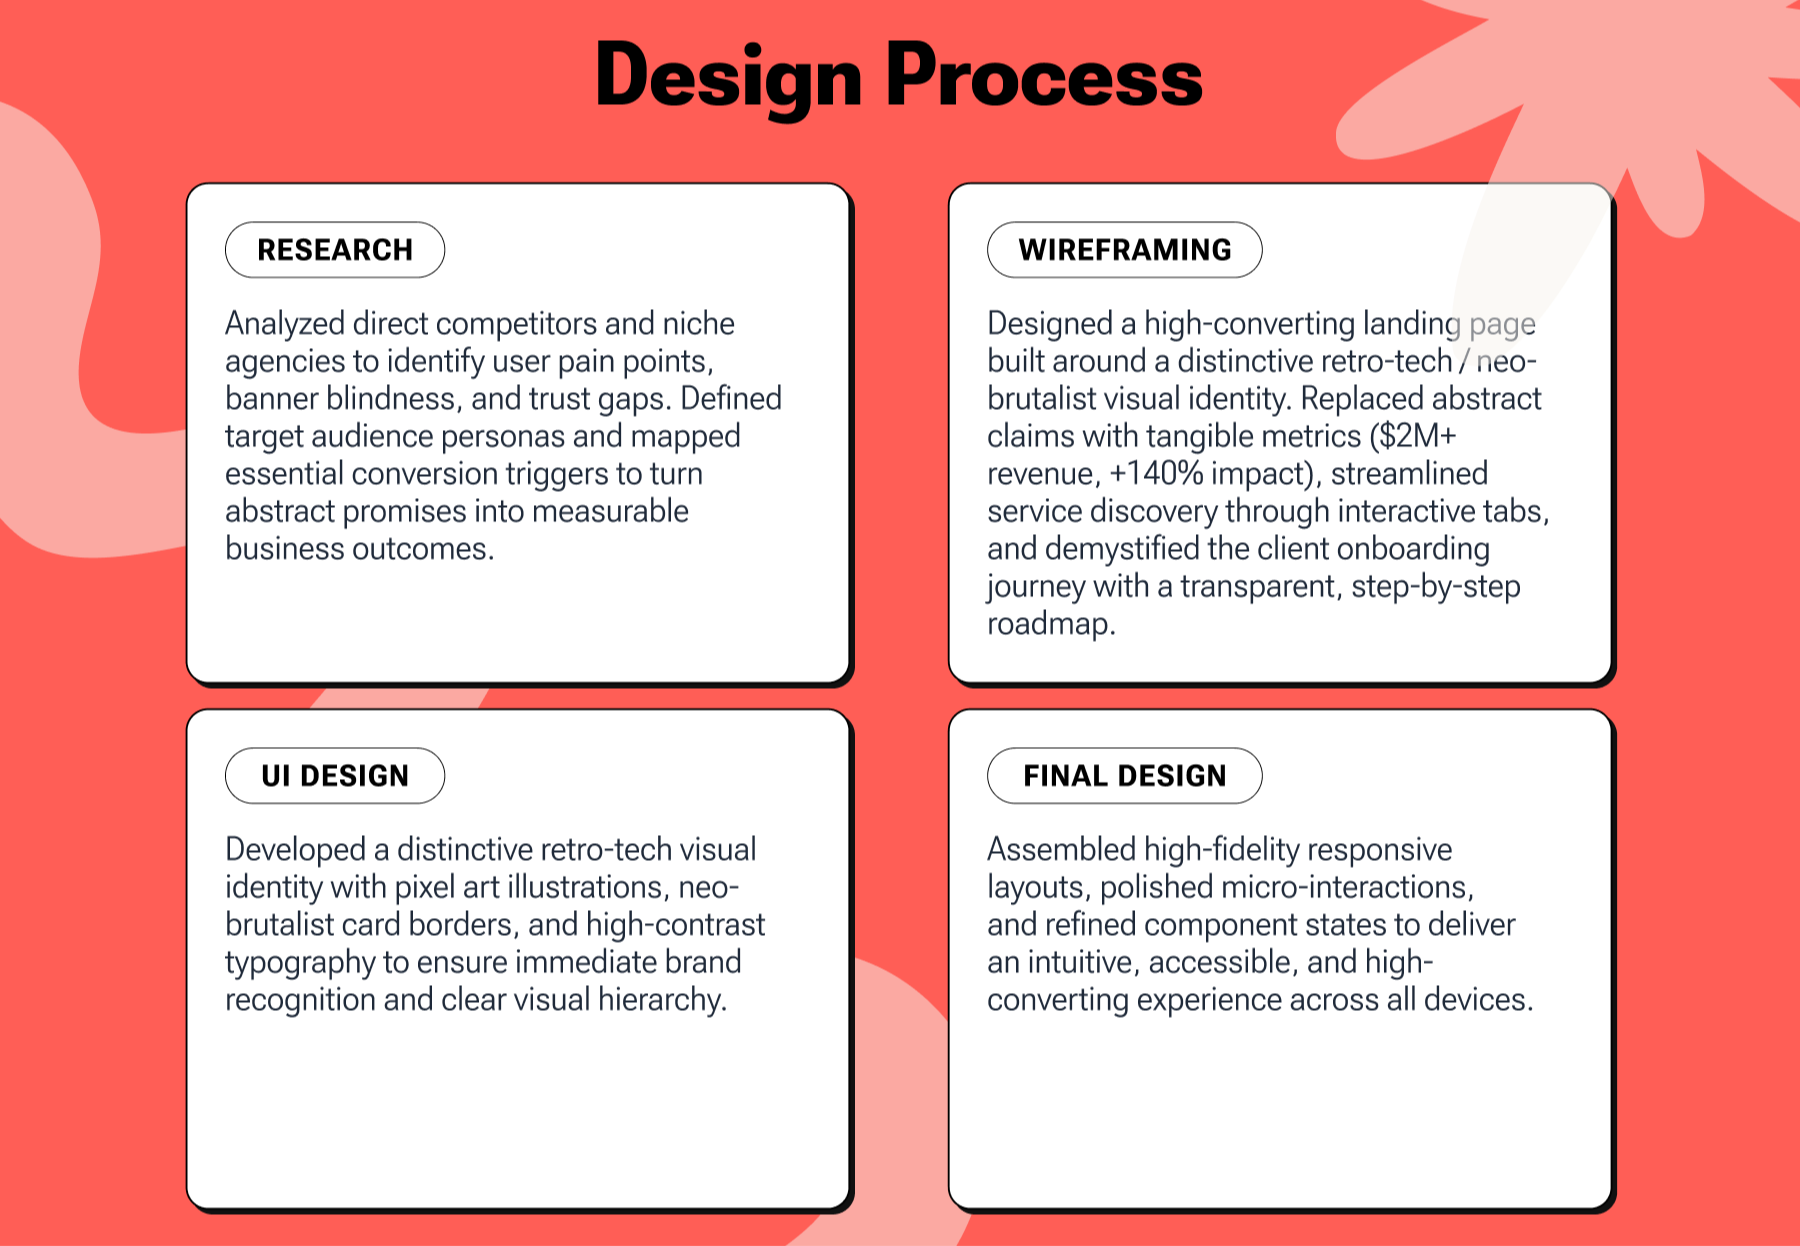 Design Process
RESEARCH
Analyzed direct competitors and niche
agencies to identify user pain points,
banner blindness, and trust gaps. Defined
target audience personas and mapped
essential conversion triggers to turn
abstract promises into measurable
business outcomes.
WIREFRAMING
Designed a high-converting landing page
built around a distinctive retro-tech / neo-
brutalist visual identity. Replaced abstract
claims with tangible metrics ($2M+
revenue, +140% impact), streamlined
service discovery through interactive tabs,
and demystified the client onboarding
journey with a transparent, step-by-step
roadmap.
UI DESIGN
Developed a distinctive retro-tech visual
identity with pixel art illustrations, neo-
brutalist card borders, and high-contrast
typography to ensure immediate brand
recognition and clear visual hierarchy.
FINAL DESIGN
Assembled high-fidelity responsive
layouts, polished micro-interactions,
and refined component states to deliver
an intuitive, accessible, and high-
converting experience across all devices.